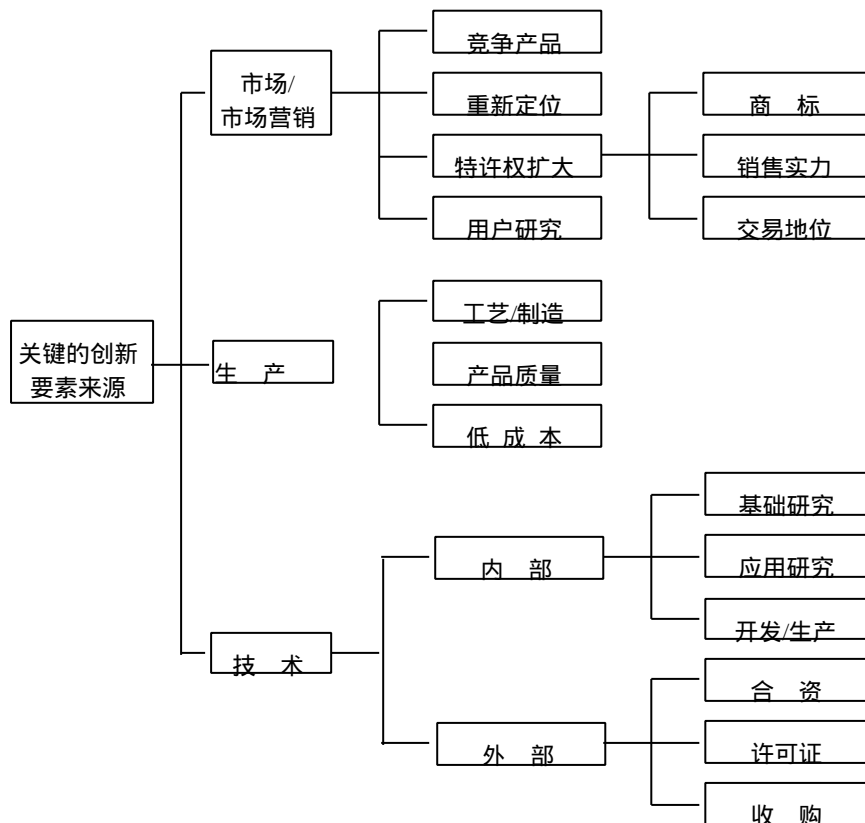 竞争产品
市场/
市场营销
重新定位
商 标
特许权扩大
销售实力
用户研究
交易地位
工艺/制造
关键的创新
要素来源
生 产
产品质量
低 成 本
基础研究
内 部
应用研究
开发/生产
技 术
合 资
外 部
许可证
收 购